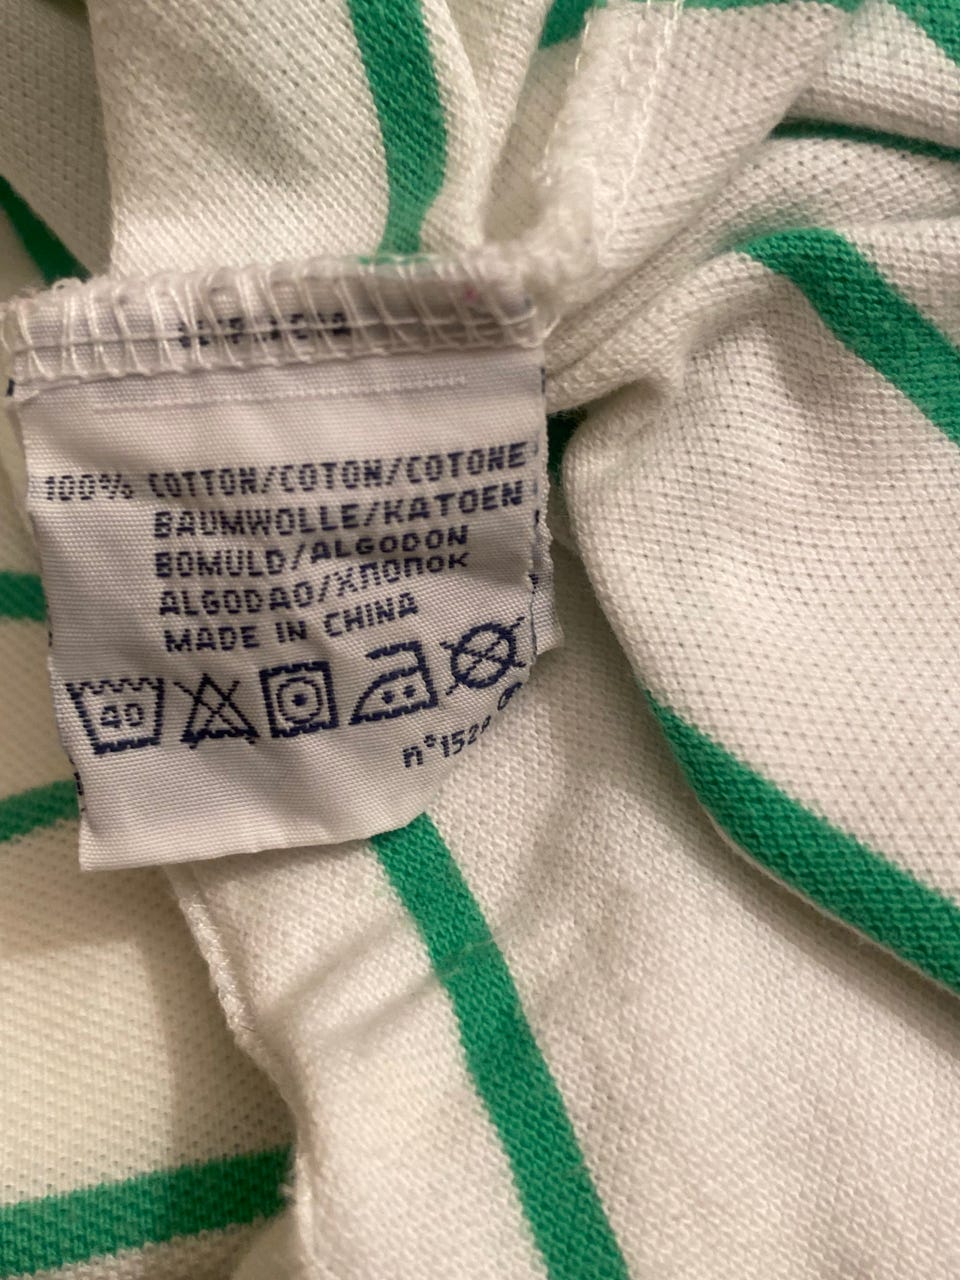 100% COTTON/COTON/COTONE
BAUMWOLLE/KATOEN
BOMULD/ALGODON
ALGODAO/ХЛОПОК
MADE IN CHINA
40